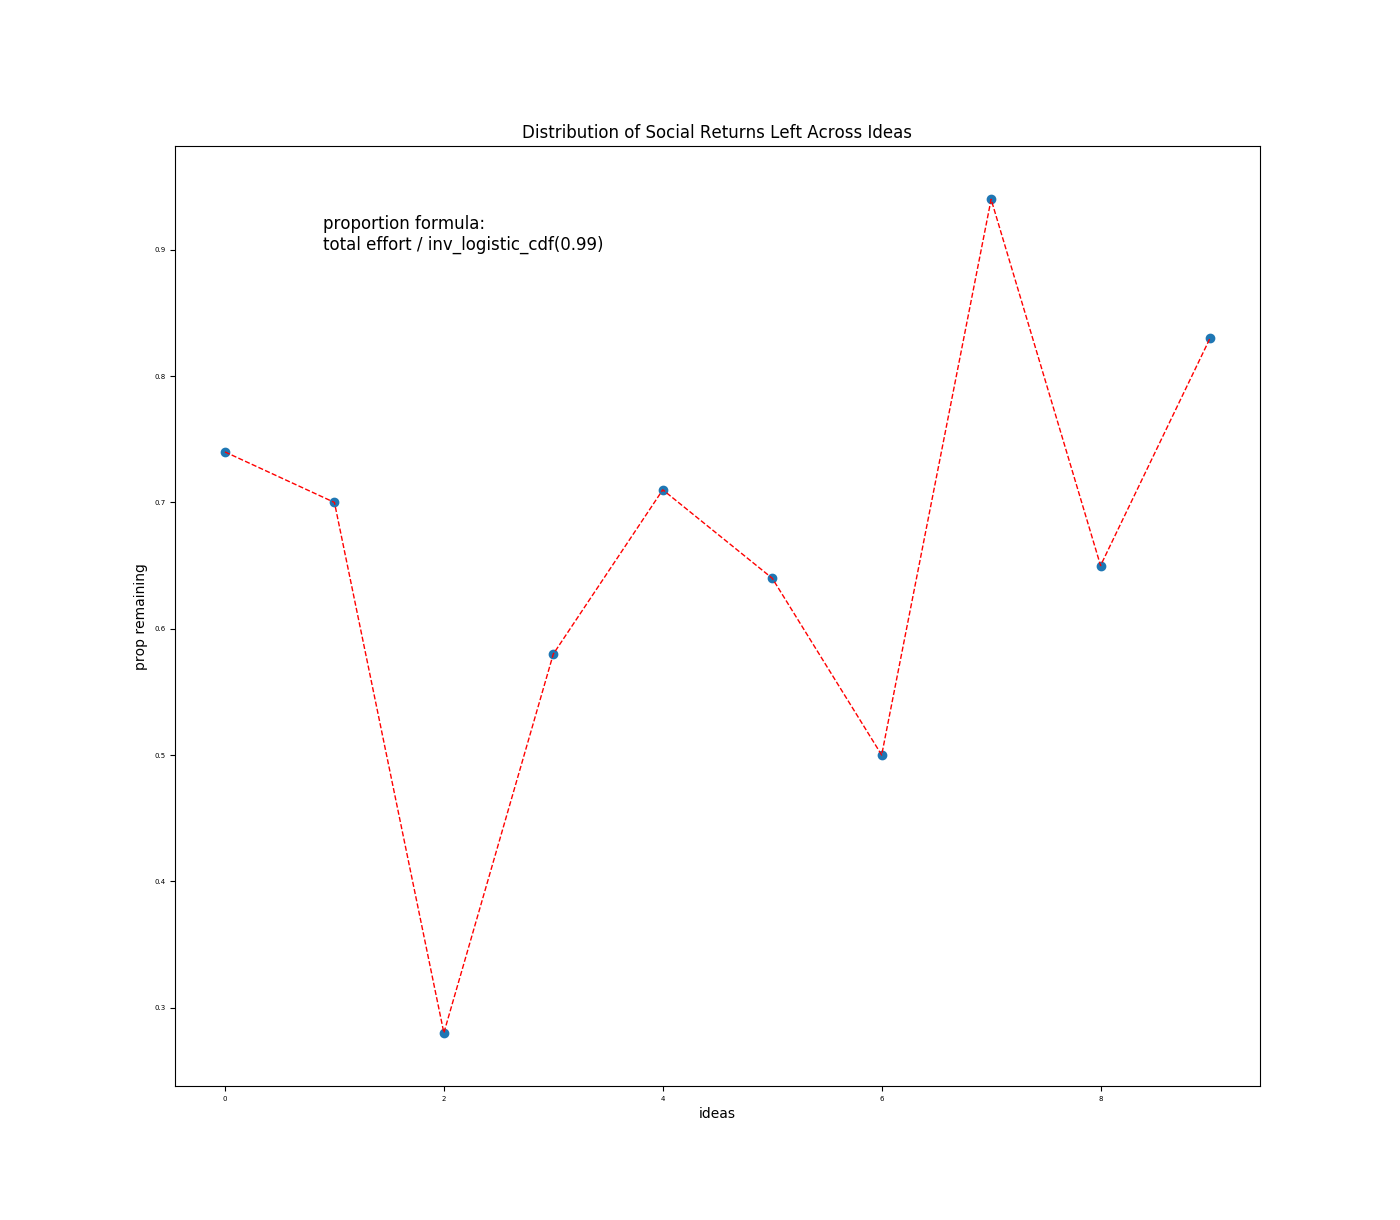 Distribution of Social Returns Left Across Ideas
proportion formula:
total effort / inv_logistic_cdf(0.99)
0.9
0.8
0.7
0.6
0.5
0.4
0.3
prop remaining
0
2
4
6
8
ideas